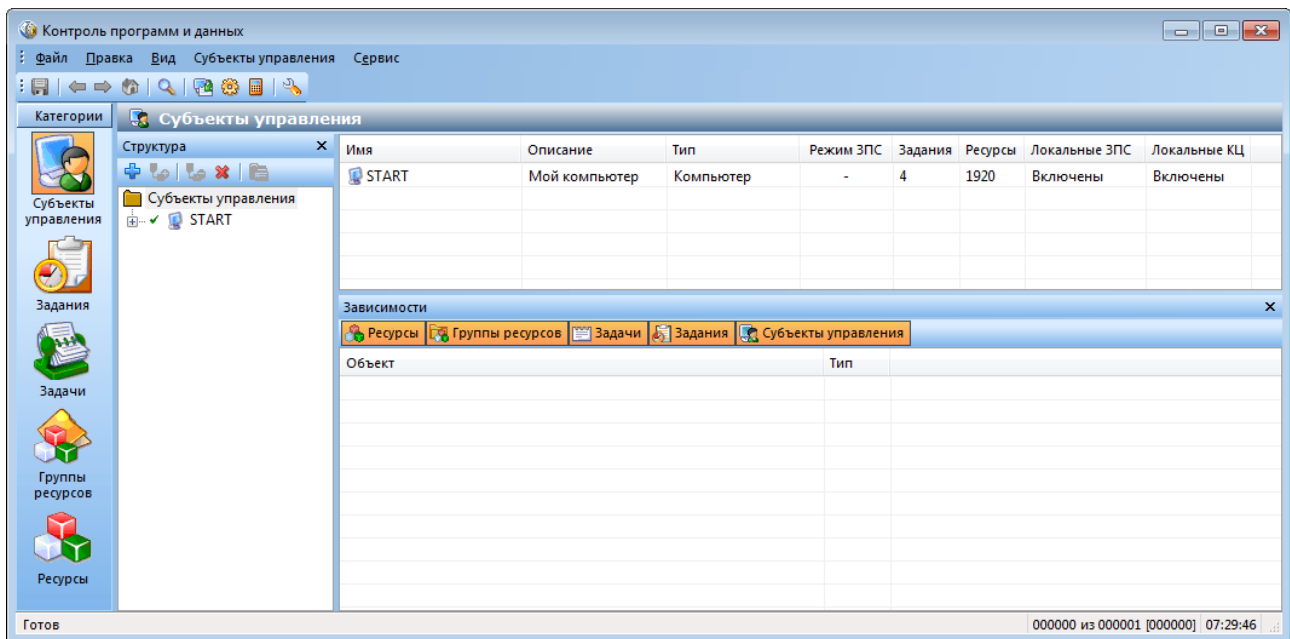 Контроль программ и данных
Файл Правка Вид Субъекты управления Сервис
Категории
Субъекты управления
Структура
Субъекты управления
START
Субъекты
управления
Задания
Задачи
Группы
ресурсов
Ресурсы
Имя Описание Тип Режим ЗПС Задания Ресурсы Локальные ЗПС Локальные КЦ
START Мой компьютер Компьютер - 4 1920 Включены Включены
Зависимости
Ресурсы Группы ресурсов Задачи Задания Субъекты управления
Объект Тип
Готов 000000 из 000001 [000000] 07:29:46